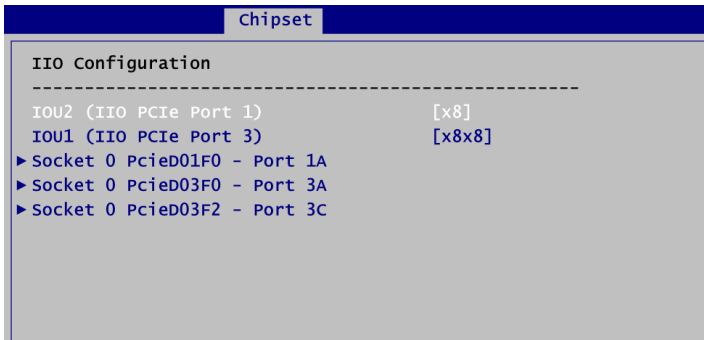 Chipset
IIO Configuration
----------------------------------------------------
IOU2 (IIO PCIe Port 1) [x8]
IOU1 (IIO PCIe Port 3) [x8x8]
►Socket 0 PcieD01F0 - Port 1A
►Socket 0 PcieD03F0 - Port 3A
►Socket 0 PcieD03F2 - Port 3C